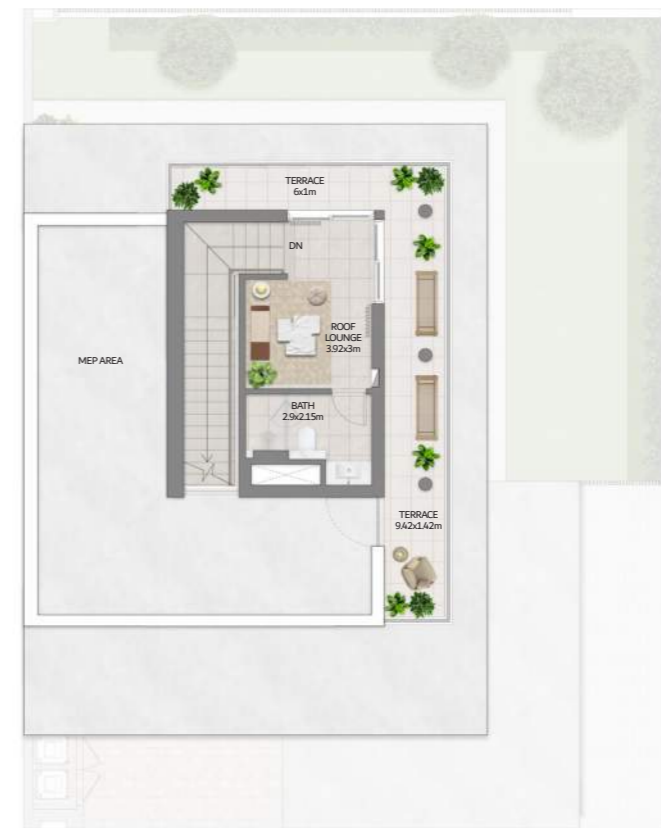 TERRACE
6x1m
DN
ROOF
LOUNGE
3.92x3m
MEP AREA
BATH
2.9x2.15m
TERRACE
9.42x1.42m